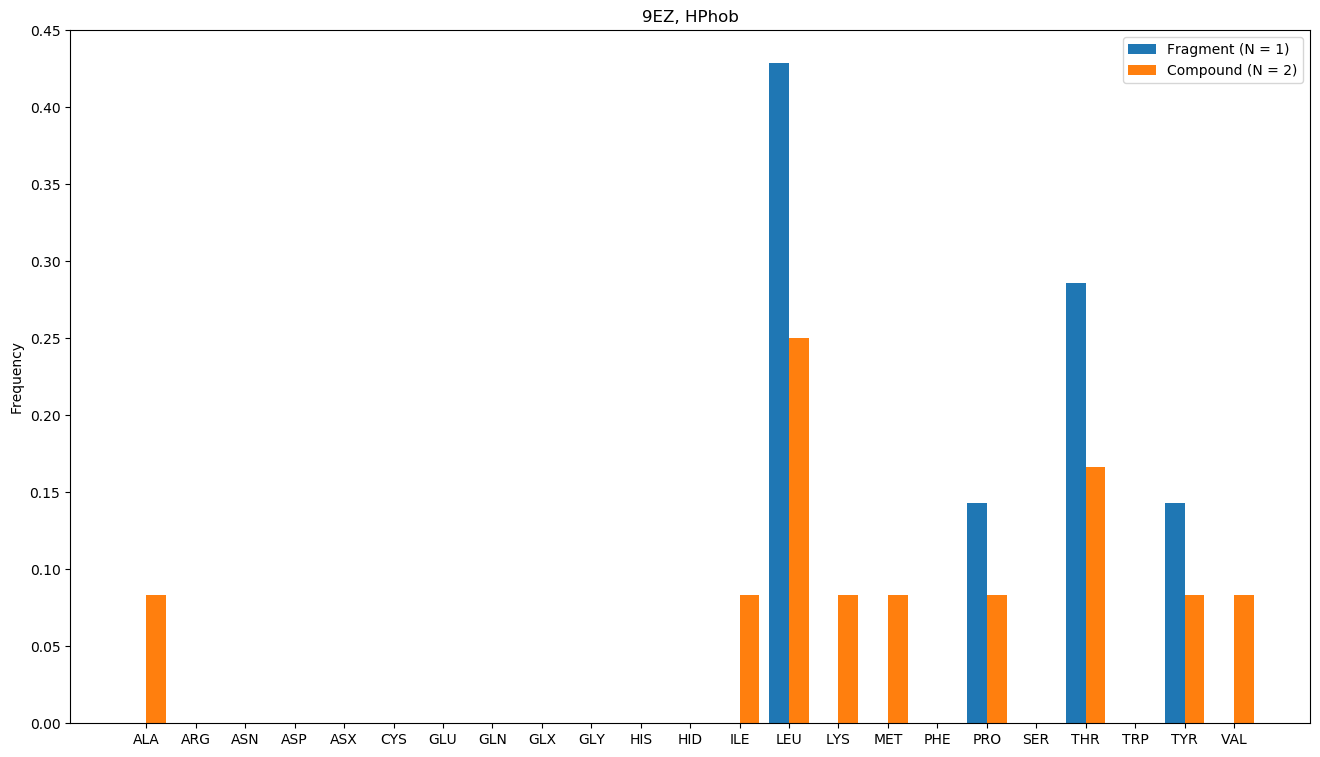 9EZ, HPhob
Fragment (N = 1)
Compound (N = 2)
Frequency
0.45
0.40
0.35
0.30
0.25
0.20
0.15
0.10
0.05
0.00
ALA ARG ASN ASP ASX CYS GLU GLN GLX GLY HIS HID ILE LEU LYS MET PHE PRO SER THR TRP TYR VAL